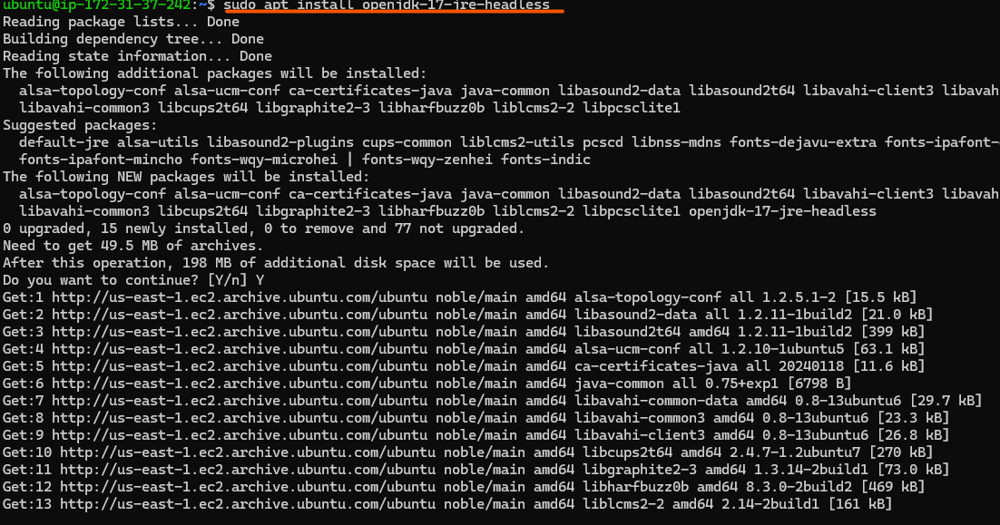 ubuntu@ip-172-31-37-242:~$ sudo apt install openjdk-17-jre-headless
Reading package lists... Done
Building dependency tree... Done
Reading state information... Done
The following additional packages will be installed:
  alsa-topology-conf alsa-ucm-conf ca-certificates-java java-common libasound2-data libasound2t64 libavahi-client3 libavah
  libavahi-common3 libcups2t64 libgraphite2-3 libharfbuzz0b liblcms2-2 libpcsclite1
Suggested packages:
  default-jre alsa-utils libasound2-plugins cups-common liblcms2-utils pcscd libnss-mdns fonts-dejavu-extra fonts-ipafont-
  fonts-ipafont-mincho fonts-wqy-microhei | fonts-wqy-zenhei fonts-indic
The following NEW packages will be installed:
  alsa-topology-conf alsa-ucm-conf ca-certificates-java java-common libasound2-data libasound2t64 libavahi-client3 libavah
  libavahi-common3 libcups2t64 libgraphite2-3 libharfbuzz0b liblcms2-2 libpcsclite1 openjdk-17-jre-headless
0 upgraded, 15 newly installed, 0 to remove and 77 not upgraded.
Need to get 49.5 MB of archives.
After this operation, 198 MB of additional disk space will be used.
Do you want to continue? [Y/n] Y
Get:1 http://us-east-1.ec2.archive.ubuntu.com/ubuntu noble/main amd64 alsa-topology-conf all 1.2.5.1-2 [15.5 kB]
Get:2 http://us-east-1.ec2.archive.ubuntu.com/ubuntu noble/main amd64 libasound2-data all 1.2.11-1build2 [21.0 kB]
Get:3 http://us-east-1.ec2.archive.ubuntu.com/ubuntu noble/main amd64 libasound2t64 amd64 1.2.11-1build2 [399 kB]
Get:4 http://us-east-1.ec2.archive.ubuntu.com/ubuntu noble/main amd64 alsa-ucm-conf all 1.2.10-1ubuntu5 [63.1 kB]
Get:5 http://us-east-1.ec2.archive.ubuntu.com/ubuntu noble/main amd64 ca-certificates-java all 20240118 [11.6 kB]
Get:6 http://us-east-1.ec2.archive.ubuntu.com/ubuntu noble/main amd64 java-common all 0.75+exp1 [6798 B]
Get:7 http://us-east-1.ec2.archive.ubuntu.com/ubuntu noble/main amd64 libavahi-common-data amd64 0.8-13ubuntu6 [29.7 kB]
Get:8 http://us-east-1.ec2.archive.ubuntu.com/ubuntu noble/main amd64 libavahi-common3 amd64 0.8-13ubuntu6 [23.3 kB]
Get:9 http://us-east-1.ec2.archive.ubuntu.com/ubuntu noble/main amd64 libavahi-client3 amd64 0.8-13ubuntu6 [26.8 kB]
Get:10 http://us-east-1.ec2.archive.ubuntu.com/ubuntu noble/main amd64 libcups2t64 amd64 2.4.7-1.2ubuntu7 [270 kB]
Get:11 http://us-east-1.ec2.archive.ubuntu.com/ubuntu noble/main amd64 libgraphite2-3 amd64 1.3.14-2build1 [73.0 kB]
Get:12 http://us-east-1.ec2.archive.ubuntu.com/ubuntu noble/main amd64 libharfbuzz0b amd64 8.3.0-2build2 [469 kB]
Get:13 http://us-east-1.ec2.archive.ubuntu.com/ubuntu noble/main amd64 liblcms2-2 amd64 2.14-2build1 [161 kB]